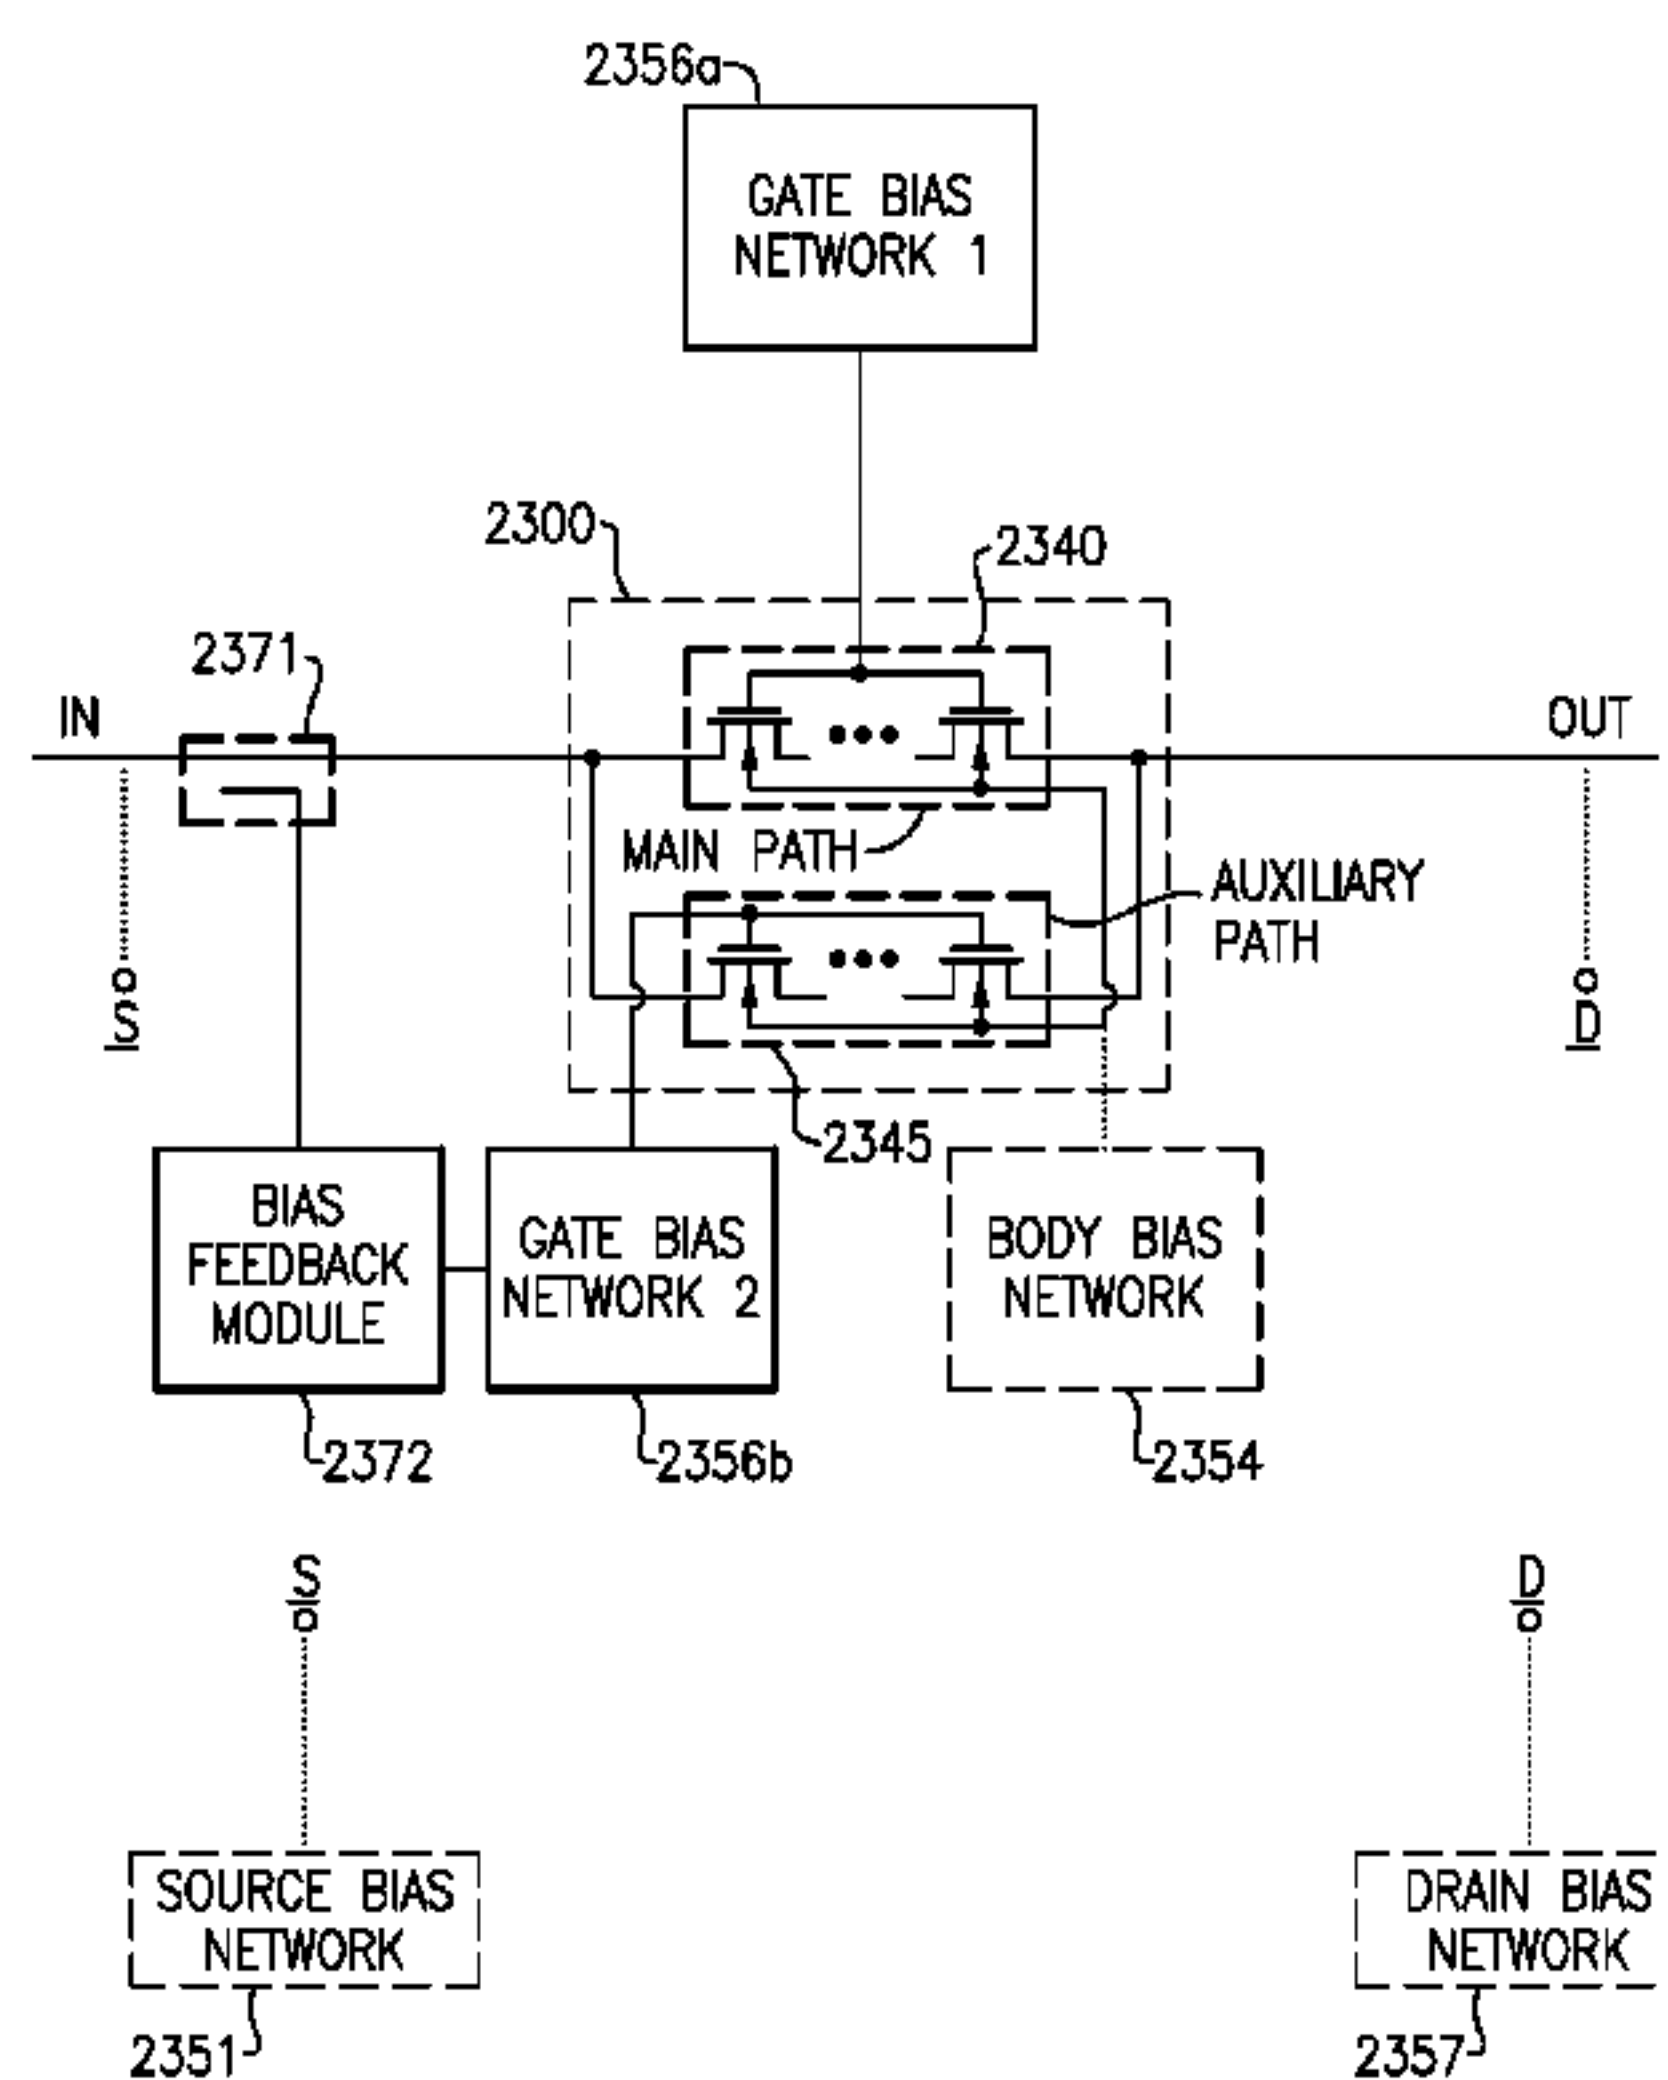 2356a
GATE BIAS
NETWORK 1
2300
2340
2371
IN
OUT
MAIN PATH
AUXILIARY
PATH
S
D
2345
BIAS
FEEDBACK
MODULE
GATE BIAS
NETWORK 2
BODY BIAS
NETWORK
2372
2356b
2354
S
D
SOURCE BIAS
NETWORK
DRAIN BIAS
NETWORK
2351
2357